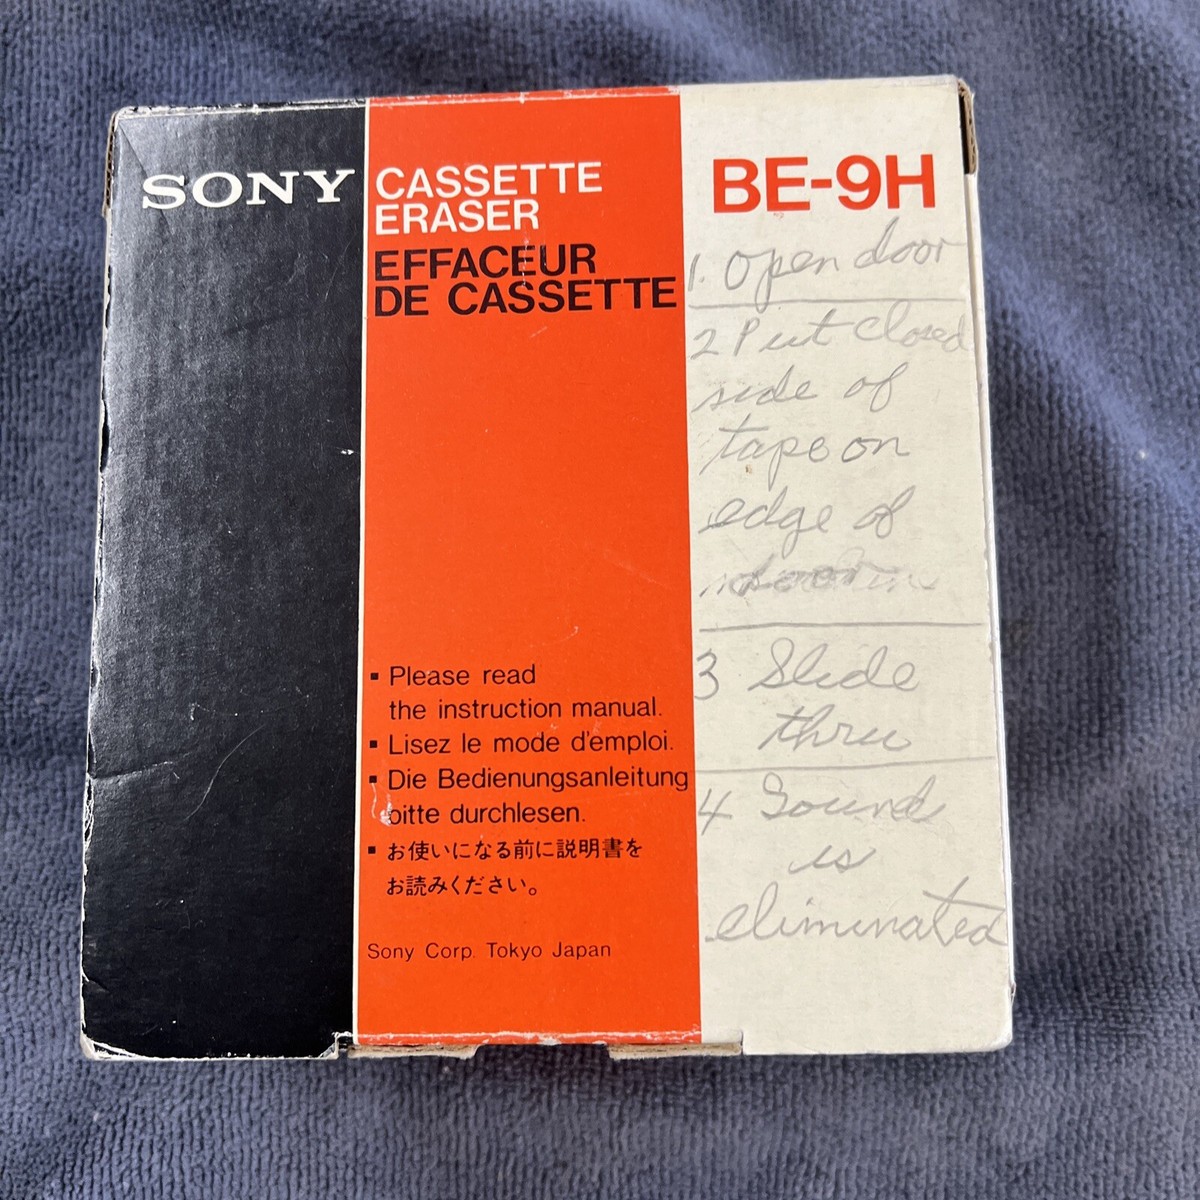 SONY
CASSETTE
ERASER
EFFACEUR
DE CASSETTE
▪ Please read
the instruction manual.
▪ Lisez le mode d'emploi.
▪ Die Bedienungsanleitung
bitte durchlesen.
▪ お使いになる前に説明書を
お読みください。
Sony Corp. Tokyo Japan
BE-9H
1. Open door
2 Put closed
side of
tape on
edge of
3 Slide
thru
4 Sound
is
eliminated